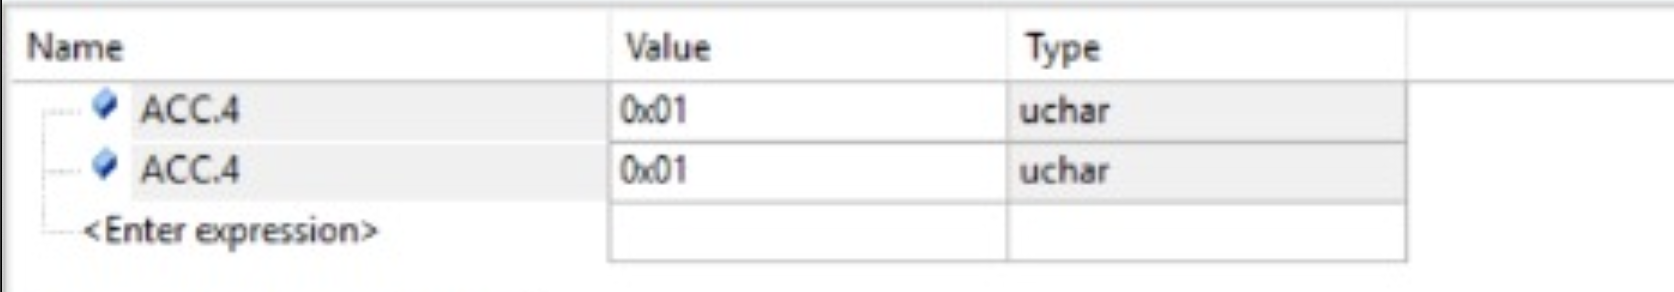 Name Value Type
ACC.4 0x01 uchar
ACC.4 0x01 uchar
<Enter expression>